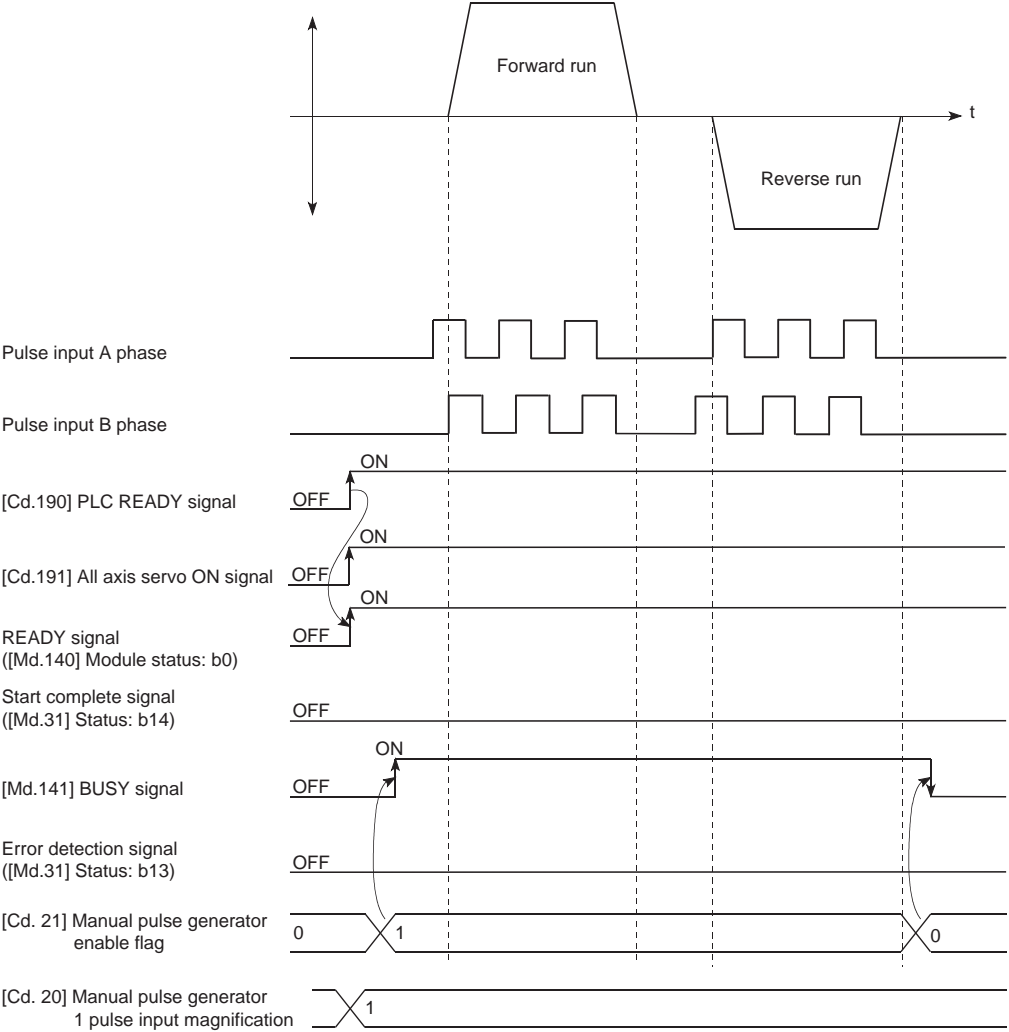 Forward run
t
Reverse run
Pulse input A phase
Pulse input B phase
ON
[Cd.190] PLC READY signal
OFF
ON
[Cd.191] All axis servo ON signal
OFF
ON
READY signal
([Md.140] Module status: b0)
OFF
Start complete signal
([Md.31] Status: b14)
OFF
ON
[Md.141] BUSY signal
OFF
Error detection signal
([Md.31] Status: b13)
OFF
[Cd. 21] Manual pulse generator
enable flag
0
1
0
[Cd. 20] Manual pulse generator
1 pulse input magnification
1